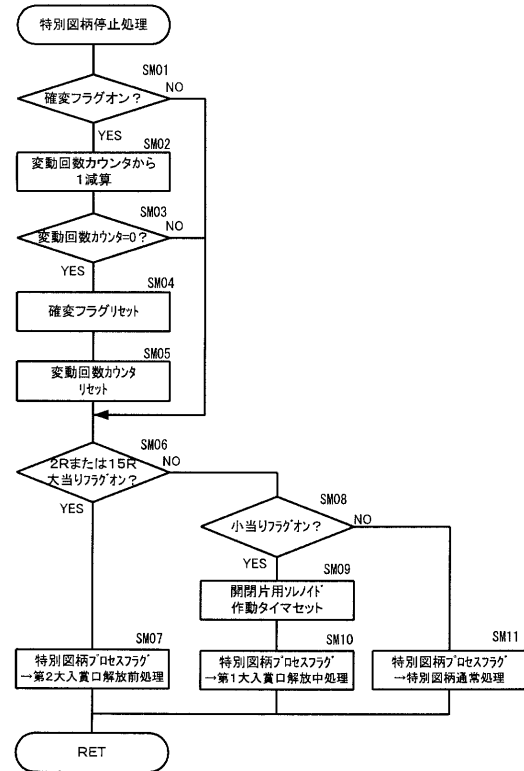 特別図柄停止処理
SM01
確変フラグオン？
NO
YES
SM02
変動回数カウンタから
1減算
SM03
変動回数カウンタ=0？
NO
YES
SM04
確変フラグリセット
SM05
変動回数カウンタ
リセット
SM06
2Rまたは15R
大当りフラグオン？
NO
YES
SM08
小当りフラグオン？
NO
YES
SM09
開閉片用ソレノイド
作動タイマセット
SM07
特別図柄プロセスフラグ
→第2大入賞口解放前処理
SM10
特別図柄プロセスフラグ
→第1大入賞口解放中処理
SM11
特別図柄プロセスフラグ
→特別図柄通常処理
RET